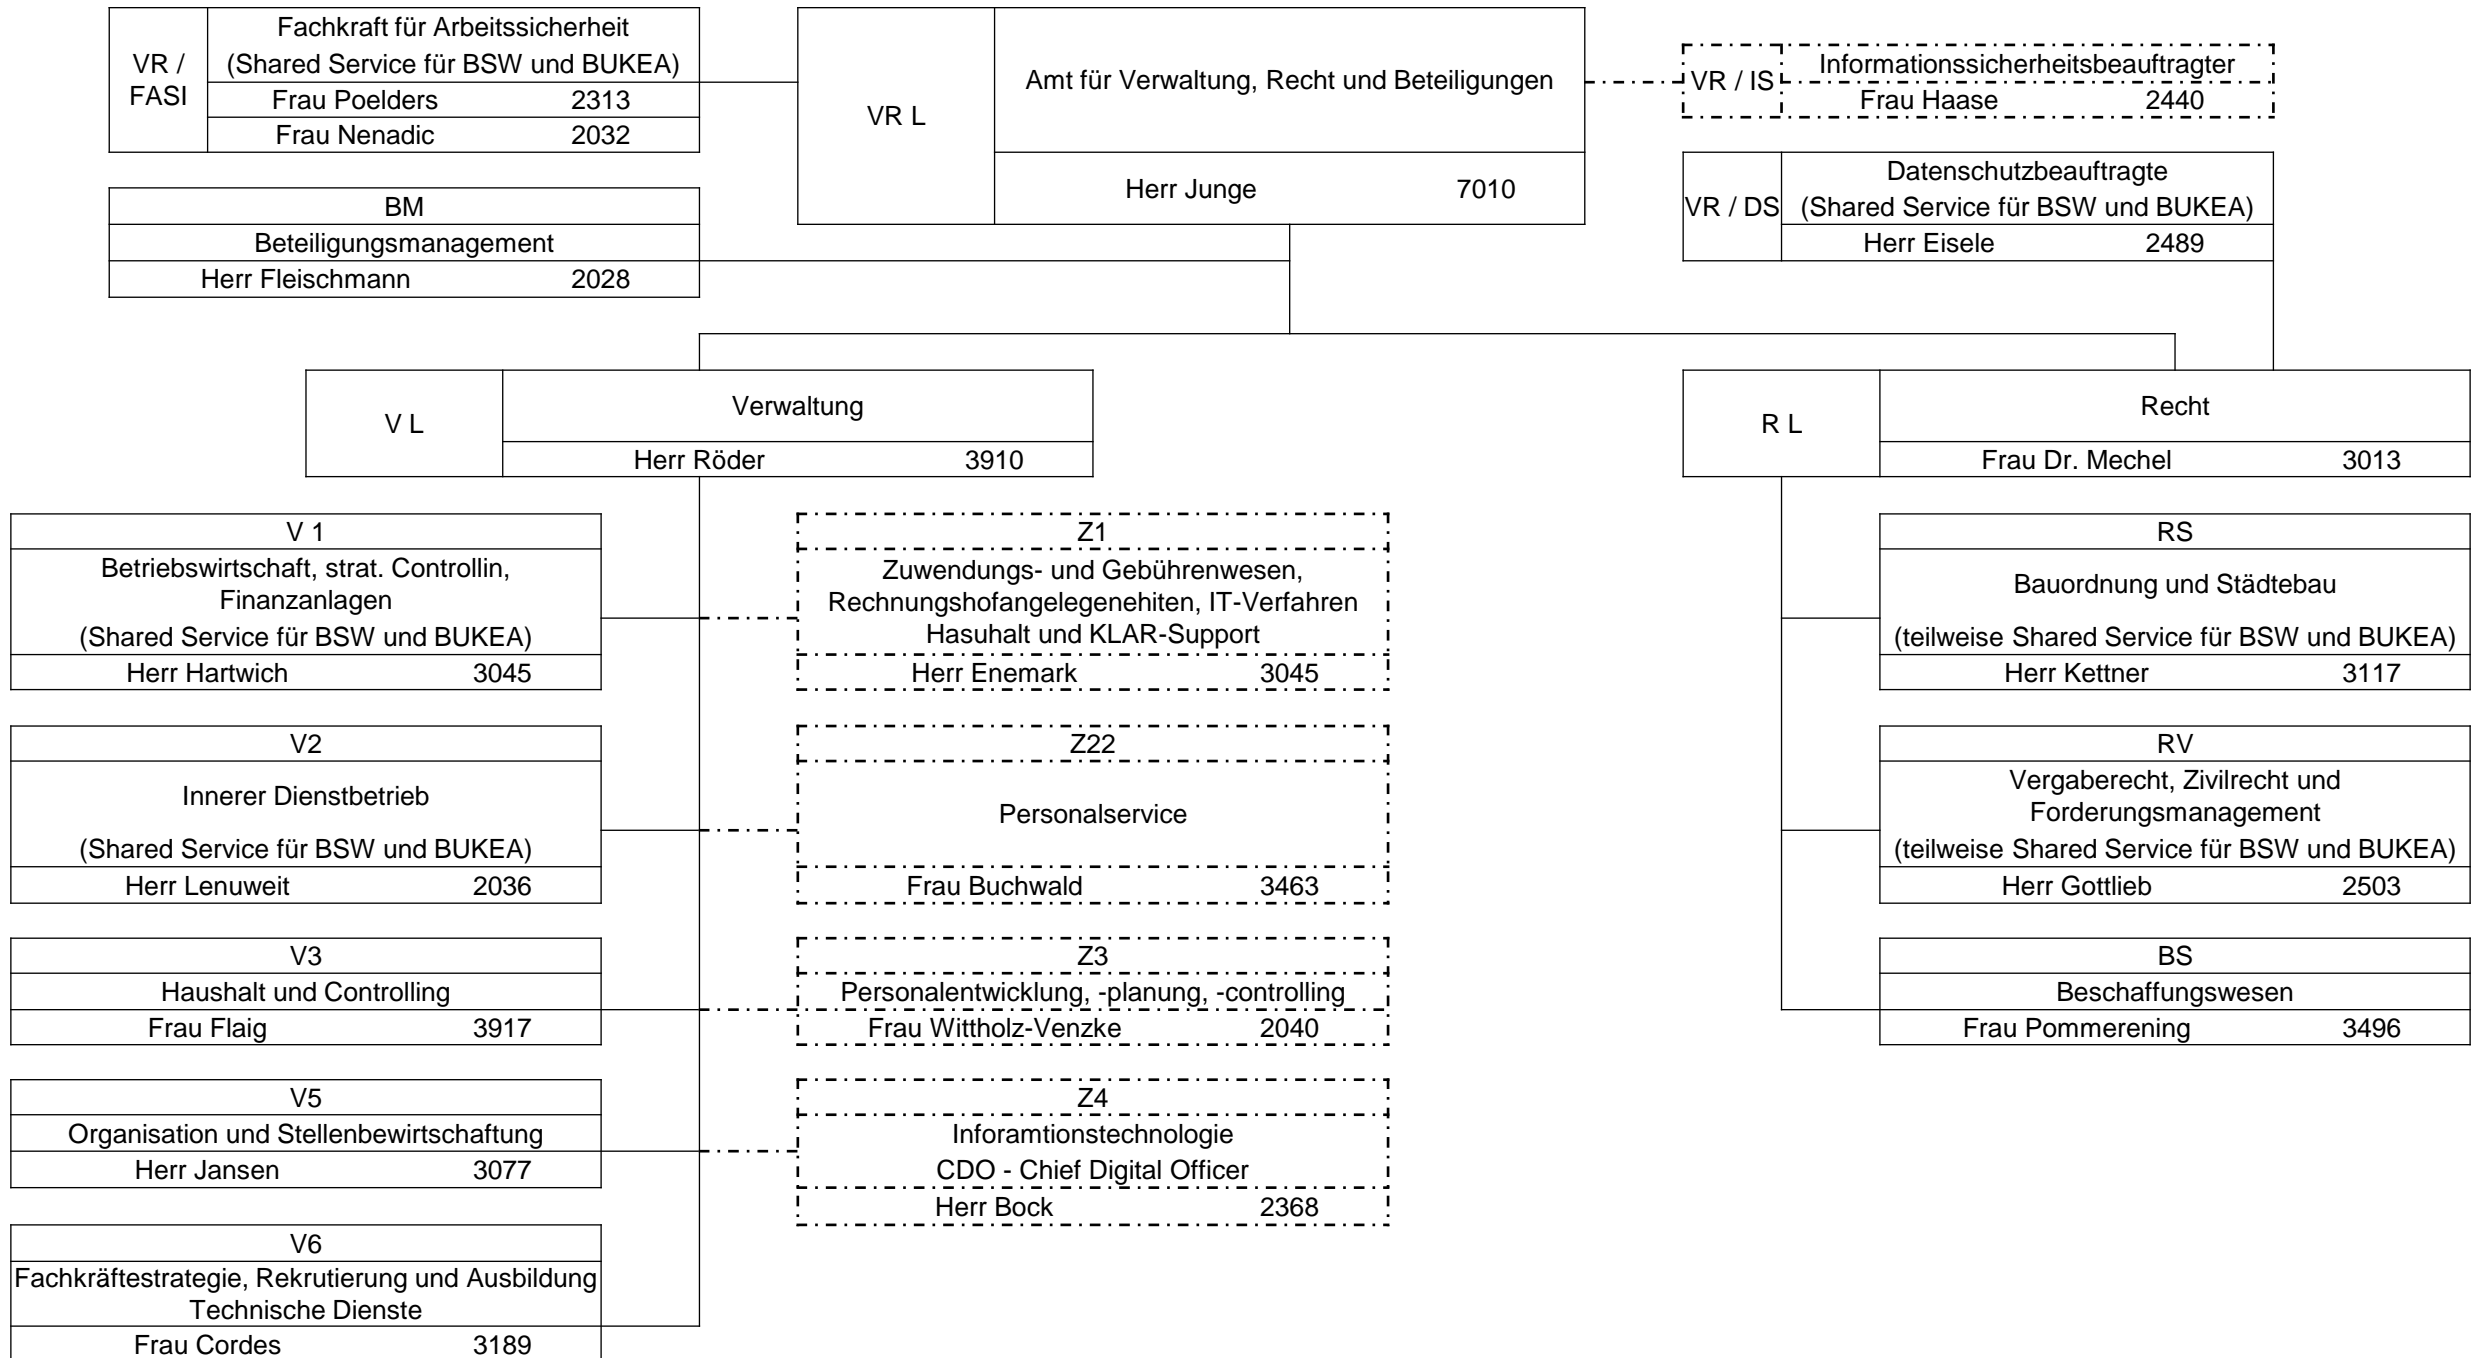 VR /
FASI
Fachkraft für Arbeitssicherheit
(Shared Service für BSW und BUKEA)
Frau Poelders 2313
Frau Nenadic 2032
VR L
Amt für Verwaltung, Recht und Beteiligungen
Herr Junge 7010
VR / IS
Informationssicherheitsbeauftragter
Frau Haase 2440
VR / DS
Datenschutzbeauftragte
(Shared Service für BSW und BUKEA)
Herr Eisele 2489
BM
Beteiligungsmanagement
Herr Fleischmann 2028
V L
Verwaltung
Herr Röder 3910
R L
Recht
Frau Dr. Mechel 3013
V 1
Betriebswirtschaft, strat. Controllin,
Finanzanlagen
(Shared Service für BSW und BUKEA)
Herr Hartwich 3045
Z1
Zuwendungs- und Gebührenwesen,
Rechnungshofangelegenehiten, IT-Verfahren
Hasuhalt und KLAR-Support
Herr Enemark 3045
RS
Bauordnung und Städtebau
(teilweise Shared Service für BSW und BUKEA)
Herr Kettner 3117
V2
Innerer Dienstbetrieb
(Shared Service für BSW und BUKEA)
Herr Lenuweit 2036
Z22
Personalservice
Frau Buchwald 3463
RV
Vergaberecht, Zivilrecht und
Forderungsmanagement
(teilweise Shared Service für BSW und BUKEA)
Herr Gottlieb 2503
V3
Haushalt und Controlling
Frau Flaig 3917
Z3
Personalentwicklung, -planung, -controlling
Frau Wittholz-Venzke 2040
BS
Beschaffungswesen
Frau Pommerening 3496
V5
Organisation und Stellenbewirtschaftung
Herr Jansen 3077
Z4
Inforamtionstechnologie
CDO - Chief Digital Officer
Herr Bock 2368
V6
Fachkräftestrategie, Rekrutierung und Ausbildung
Technische Dienste
Frau Cordes 3189